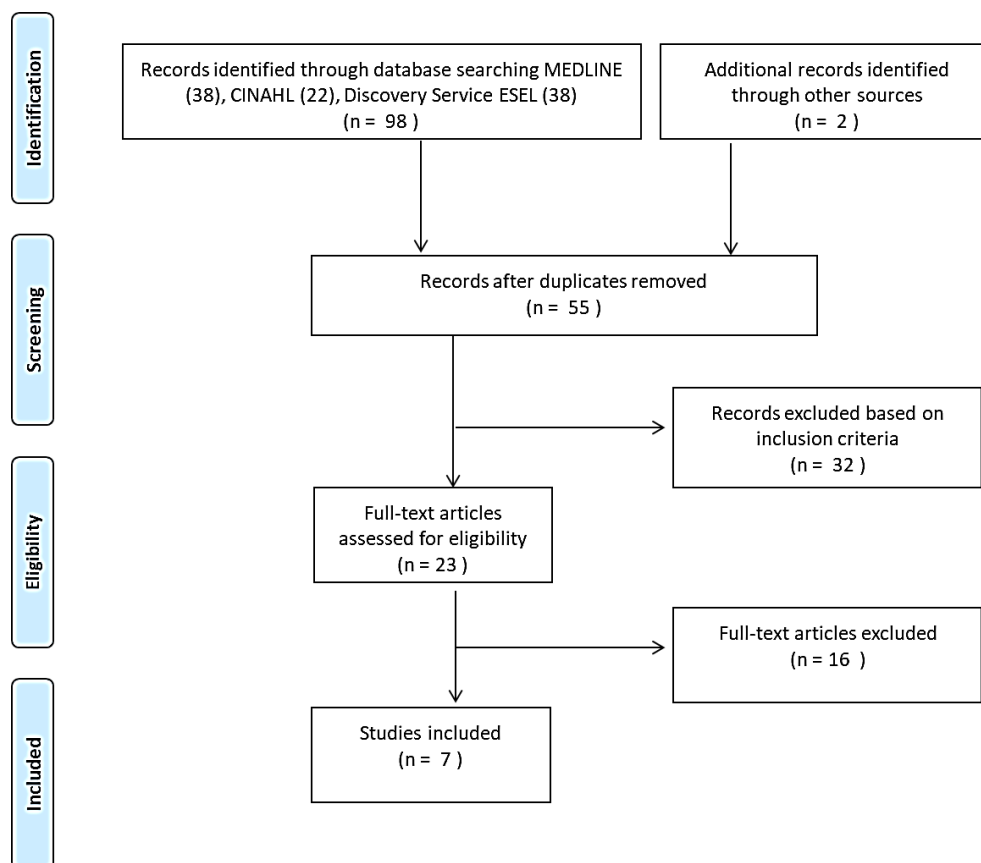 Identification
Records identified through database searching MEDLINE
(38), CINAHL (22), Discovery Service ESEL (38)
(n = 98 )
Additional records identified
through other sources
(n = 2 )
Screening
Records after duplicates removed
(n = 55 )
Records excluded based on
inclusion criteria
(n = 32 )
Eligibility
Full-text articles
assessed for eligibility
(n = 23 )
Full-text articles excluded
(n = 16 )
Included
Studies included
(n = 7 )